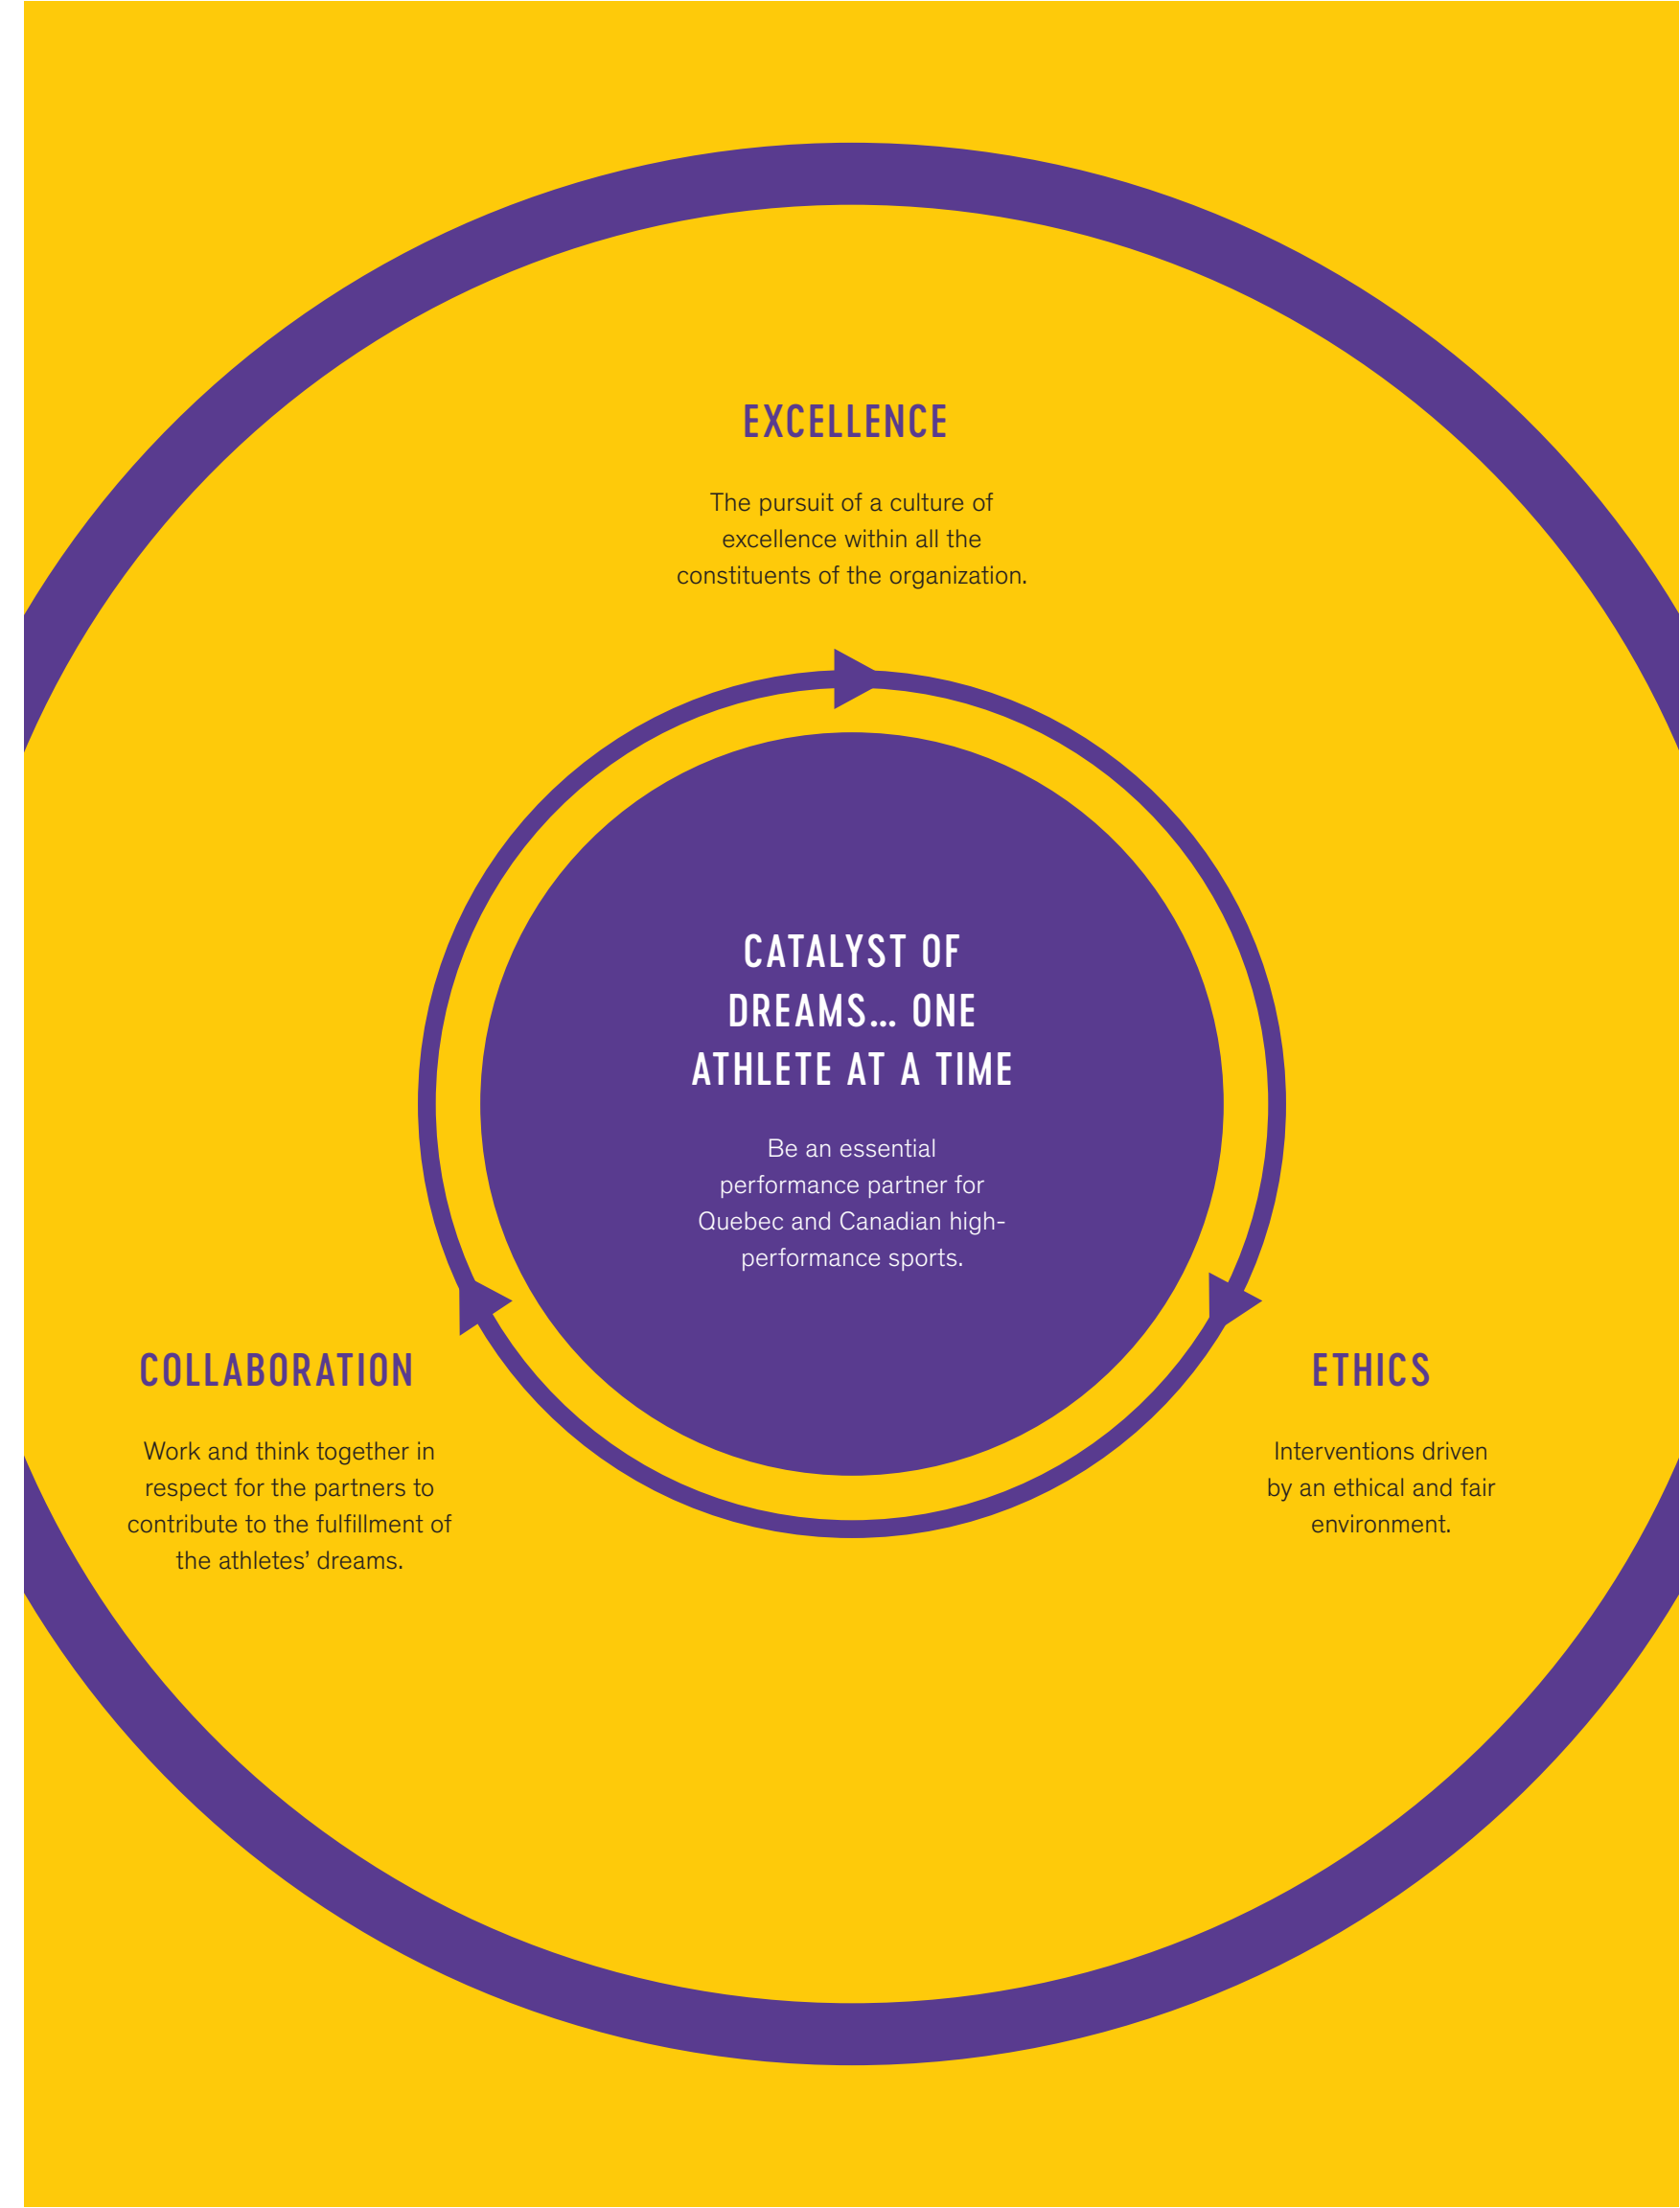 EXCELLENCE
The pursuit of a culture of
excellence within all the
constituents of the organization.
CATALYST OF
DREAMS... ONE
ATHLETE AT A TIME
Be an essential
performance partner for
Quebec and Canadian high-
performance sports.
COLLABORATION
Work and think together in
respect for the partners to
contribute to the fulfillment of
the athletes’ dreams.
ETHICS
Interventions driven
by an ethical and fair
environment.